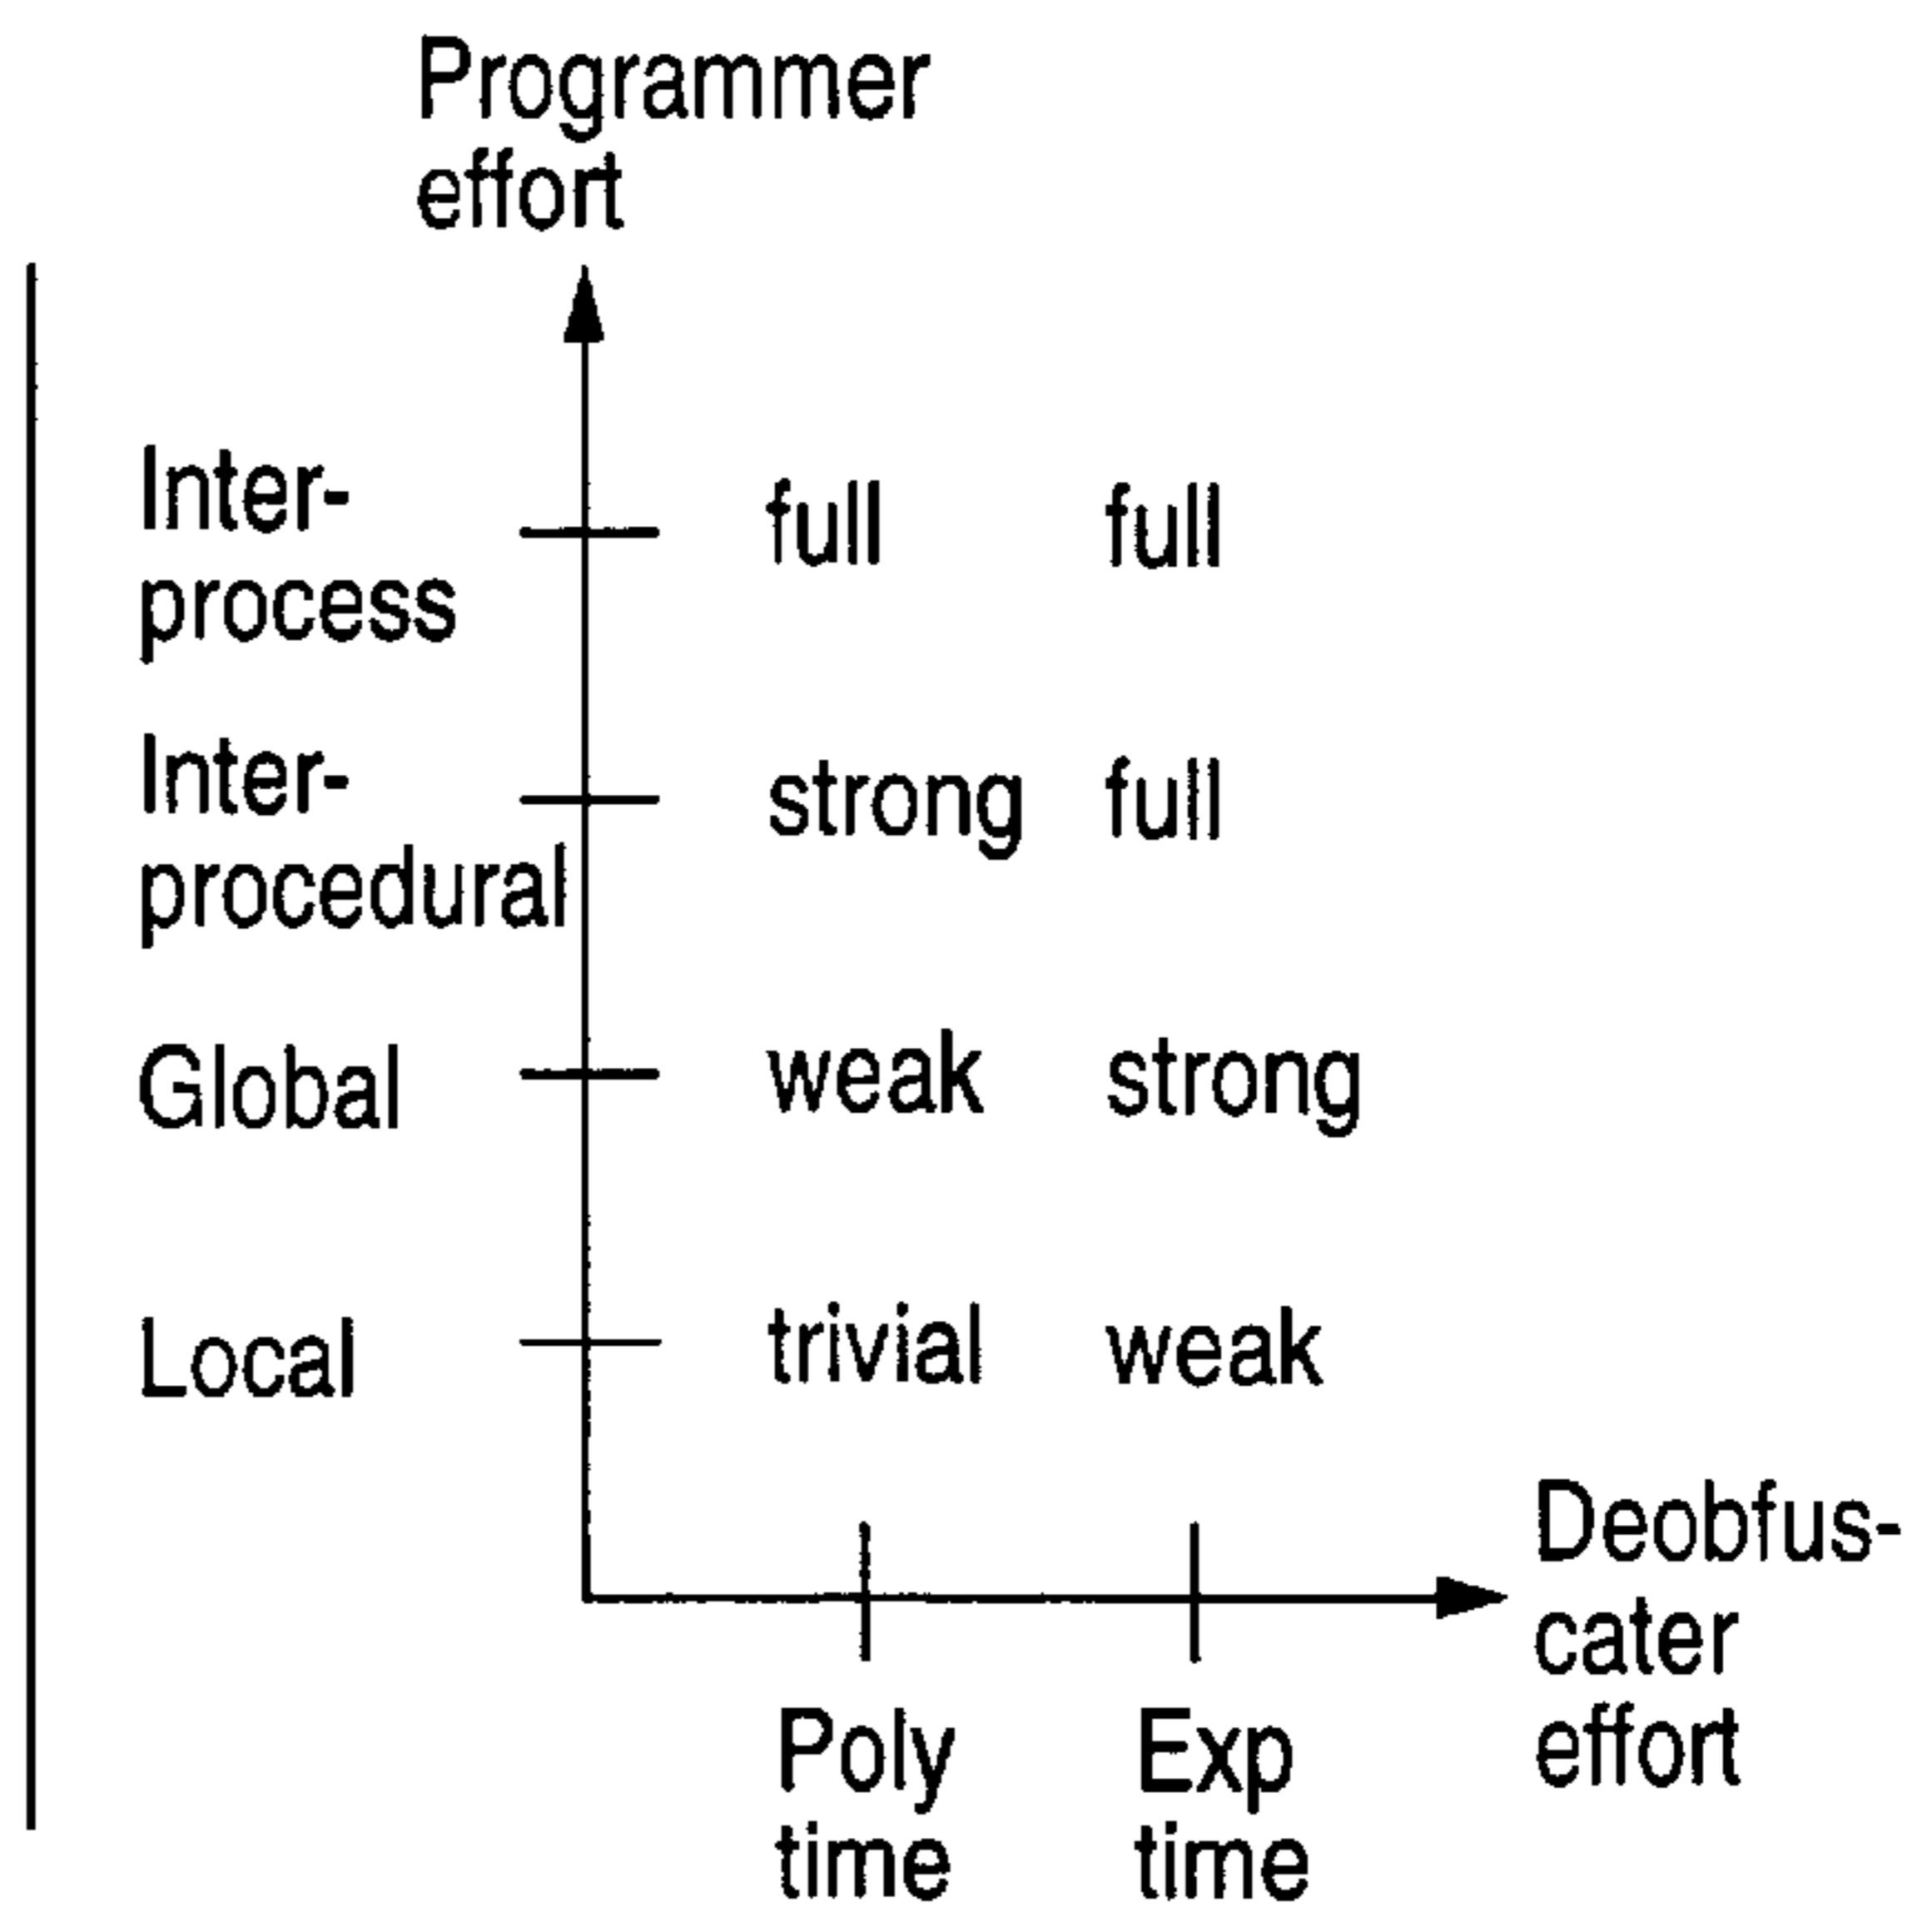 Programmer
effort
Inter-
process
full full
Inter-
procedural
strong full
Global weak strong
Local trivial weak
Deobfus-
cater
effort
Poly
time
Exp
time